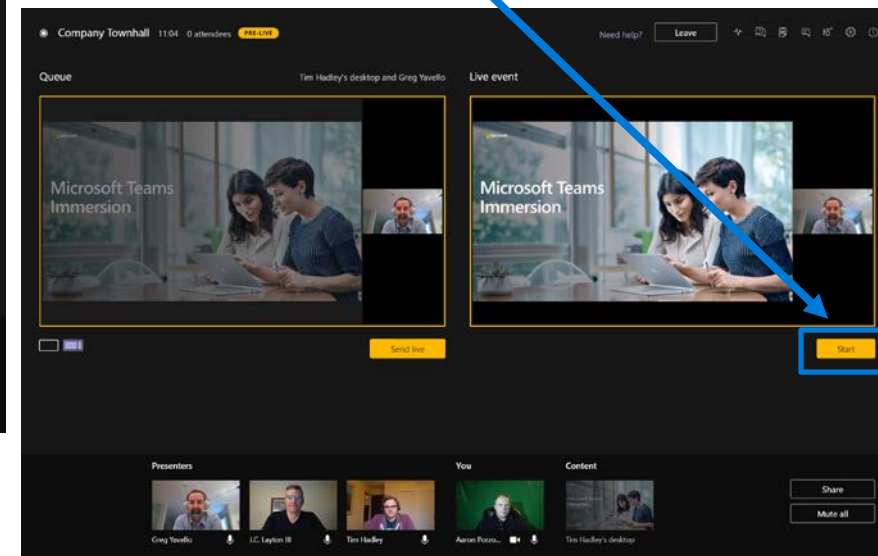 Company Townhall 11:04 0 attendees PRE-LIVE
Need help? Leave
Queue
Tim Hadley's desktop and Greg Yavello
Live event
Microsoft Teams
Immersion
Microsoft Teams
Immersion
Send live
Start
Presenters
You
Content
Share
Mute all
Greg Yavello
J.C. Layton III
Tim Hadley
Aaron Porzo...
Tim Hadley's desktop